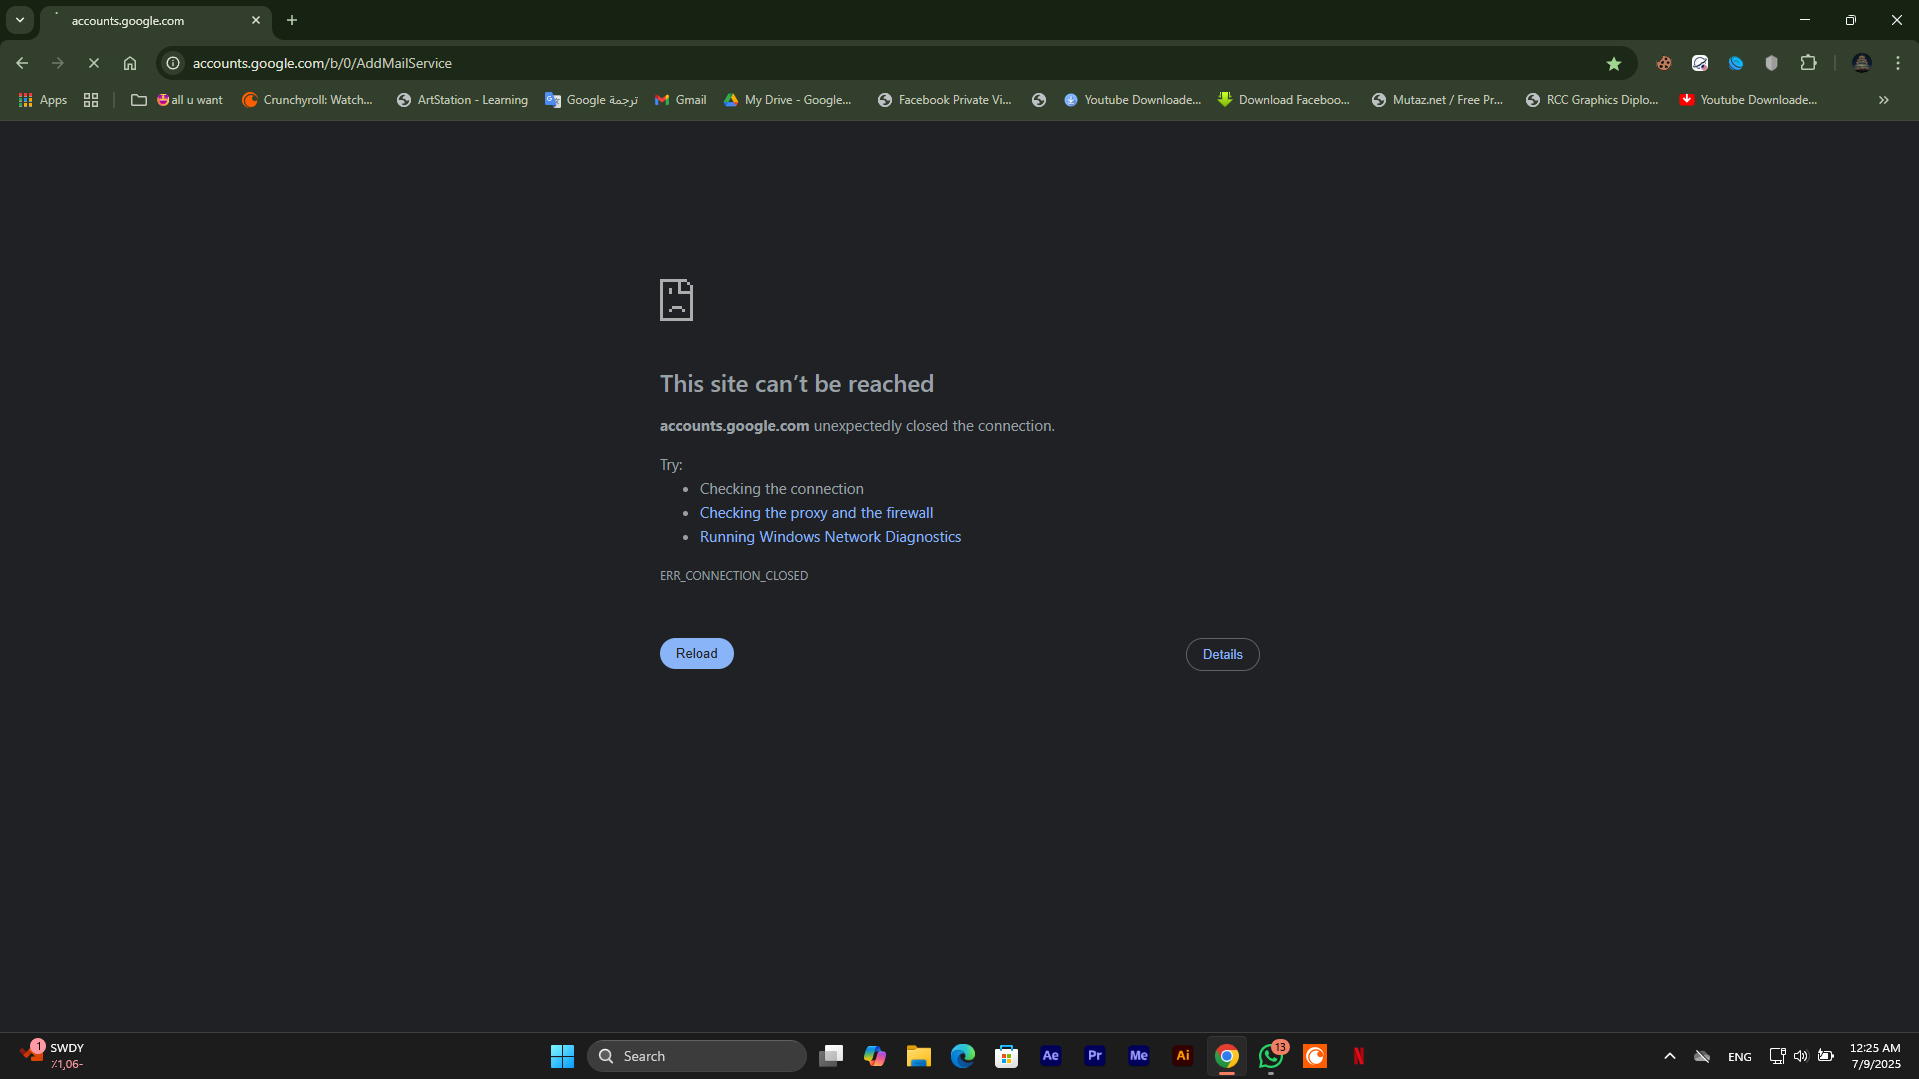 accounts.google.com
accounts.google.com/b/0/AddMailService
Apps
all u want
Crunchyroll: Watch...
ArtStation - Learning
ترجمة Google
Gmail
My Drive - Google...
Facebook Private Vi...
Youtube Downloade...
Download Faceboo...
Mutaz.net / Free Pr...
RCC Graphics Diplo...
Youtube Downloade...
This site can’t be reached
accounts.google.com unexpectedly closed the connection.
Try:
• Checking the connection
• Checking the proxy and the firewall
• Running Windows Network Diagnostics
ERR_CONNECTION_CLOSED
Reload
Details
1
SWDY
٪1,06-
Search
Ae
Pr
Me
Ai
13
N
ENG
12:25 AM
7/9/2025